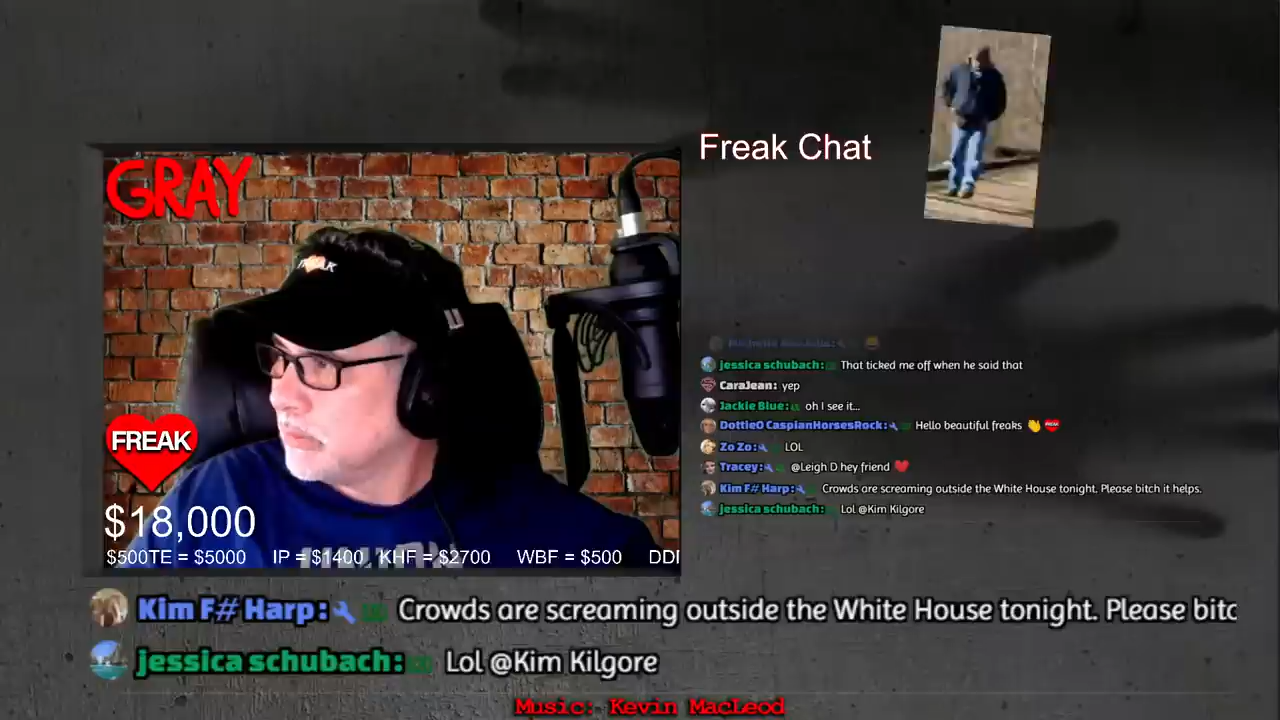 GRAY
FREAK
FREAK
$18,000
$500TE = $5000 IP = $1400 KHF = $2700 WBF = $500 DDI
Freak Chat
jessica schubach: That ticked me off when he said that
CaraJean: yep
Jackie Blue: oh I see it...
DottieO CaspianHorsesRock: Hello beautiful freaks
Zo Zo: LOL
Tracey: @Leigh D hey friend
Kim F# Harp: Crowds are screaming outside the White House tonight. Please bitch it helps.
jessica schubach: Lol @Kim Kilgore
Kim F# Harp: Crowds are screaming outside the White House tonight. Please bitc
jessica schubach: Lol @Kim Kilgore
Music: Kevin MacLeod